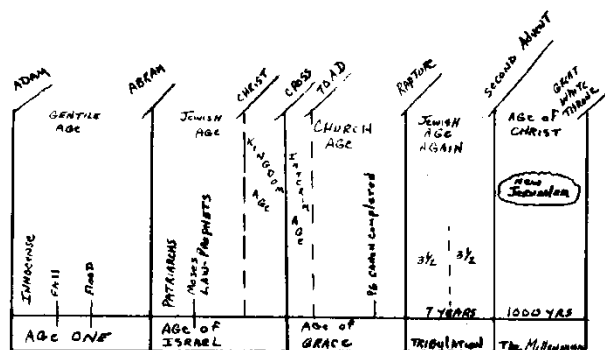 ADAM
ABRAM
CHRIST
CROSS
70 A.D
RAPTURE
SECOND ADVENT
GREAT
WHITE
THRONE
GENTILE
AGE
JEWISH
AGE
KINGDOM
AGE
INTERIM
AGE
CHURCH
AGE
JEWISH
AGE
AGAIN
AGE of
CHRIST
NEW
JERUSALEM
INNOCENSE
FALL
FLOOD
PATRIARCHS
MOSES
LAW-PROPHETS
96 CANON COMPLETED
3½
3½
7 YEARS
1000 YRS
AGE ONE
AGE of
ISRAEL
AGE of
GRACE
TRIBULATION
The Millennium